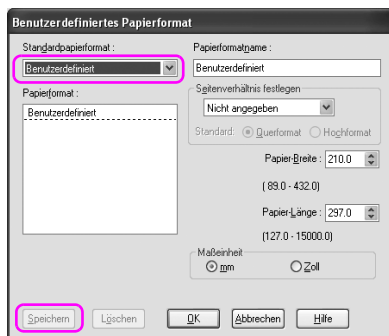 Benutzerdefiniertes Papierformat
Standardpapierformat :
Benutzerdefiniert
Papierformat :
Benutzerdefiniert
Papierformatname :
Benutzerdefiniert
Seitenverhältnis festlegen
Nicht angegeben
Standard: Querformat Hochformat
Papier-Breite : 210.0
( 89.0 - 432.0)
Papier-Länge : 297.0
(127.0 - 15000.0)
Maßeinheit
mm Zoll
Speichern Löschen OK Abbrechen Hilfe